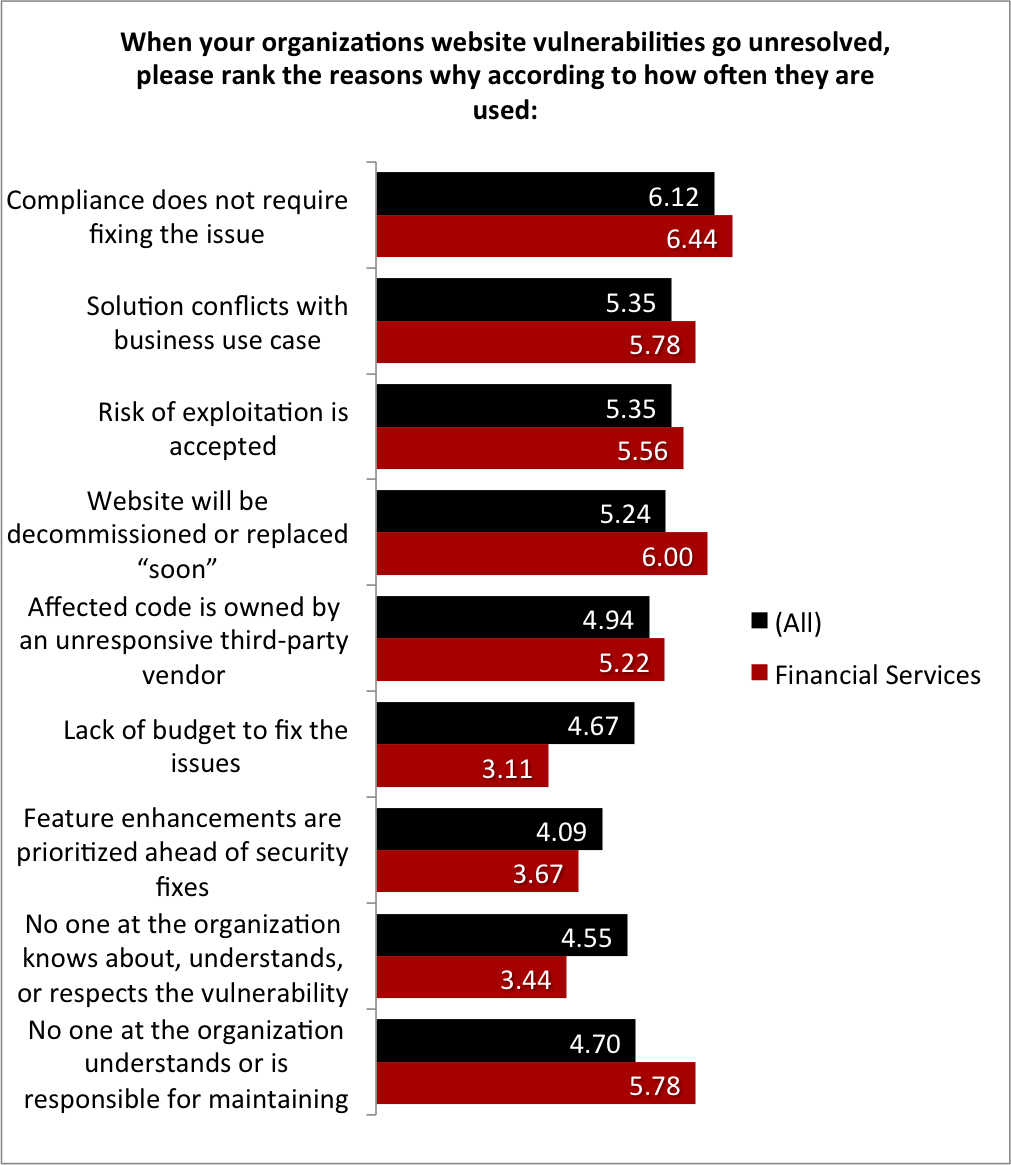 When your organizations website vulnerabilities go unresolved,
please rank the reasons why according to how often they are
used:
Compliance does not require
fixing the issue
6.12
6.44
Solution conflicts with
business use case
5.35
5.78
Risk of exploitation is
accepted
5.35
5.56
Website will be
decommissioned or replaced
“soon”
5.24
6.00
Affected code is owned by
an unresponsive third-party
vendor
4.94
5.22
(All)
Financial Services
Lack of budget to fix the
issues
4.67
3.11
Feature enhancements are
prioritized ahead of security
fixes
4.09
3.67
No one at the organization
knows about, understands,
or respects the vulnerability
4.55
3.44
No one at the organization
understands or is
responsible for maintaining
4.70
5.78